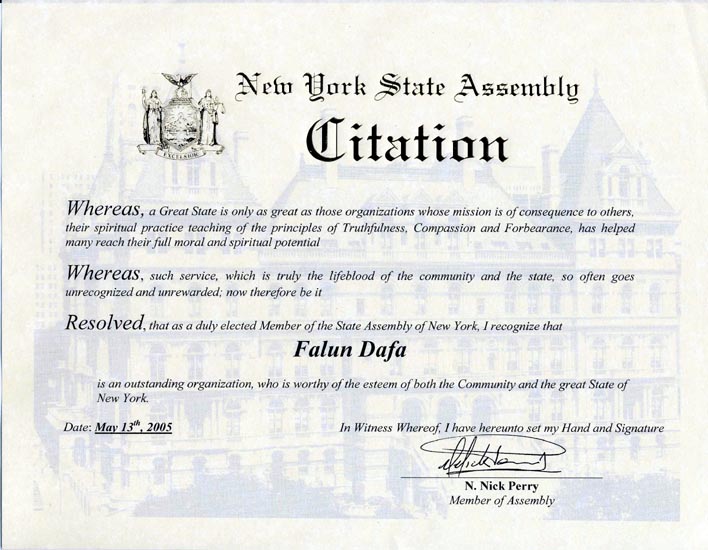 New York State Assembly
Citation
EXCELSIOR
Whereas, a Great State is only as great as those organizations whose mission is of consequence to others,
their spiritual practice teaching of the principles of Truthfulness, Compassion and Forbearance, has helped
many reach their full moral and spiritual potential
Whereas, such service, which is truly the lifeblood of the community and the state, so often goes
unrecognized and unrewarded; now therefore be it
Resolved, that as a duly elected Member of the State Assembly of New York, I recognize that
Falun Dafa
is an outstanding organization, who is worthy of the esteem of both the Community and the great State of
New York.
Date: May 13th, 2005 In Witness Whereof, I have hereunto set my Hand and Signature
N. Nick Perry
Member of Assembly